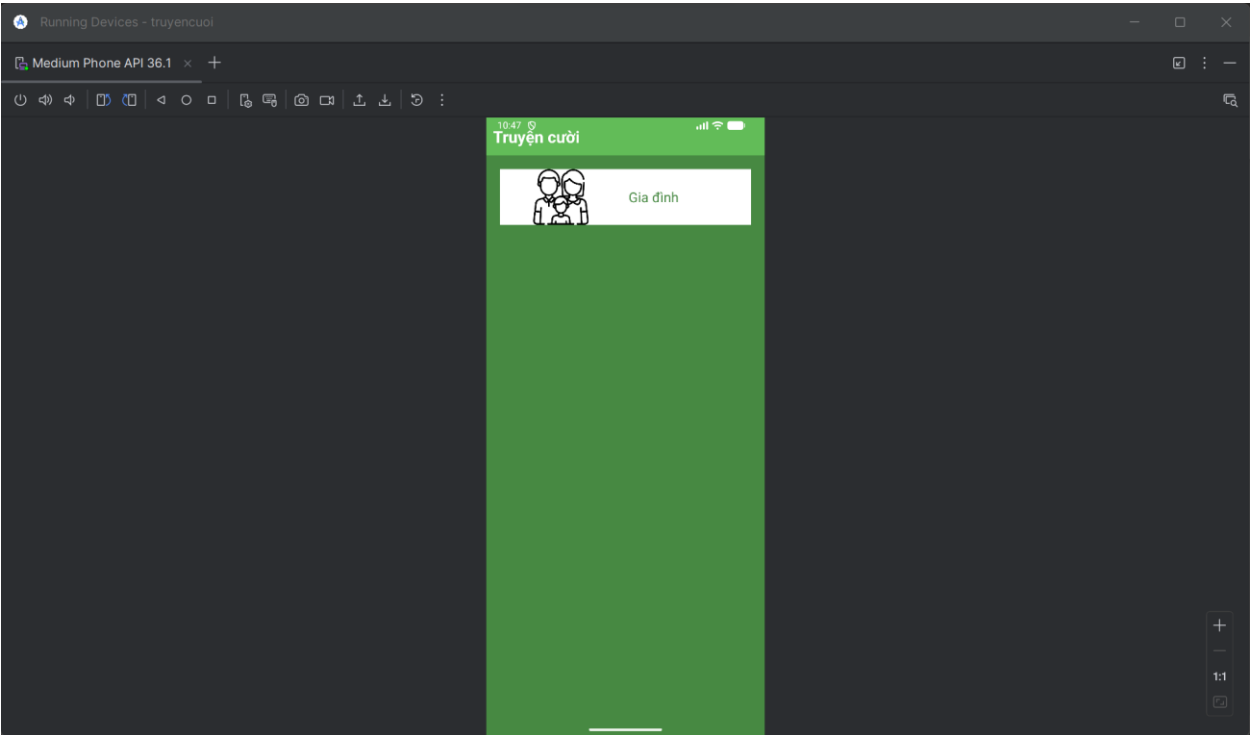 Running Devices - truyencuoi
Medium Phone API 36.1
10:47
Truyện cười
Gia đình
1:1